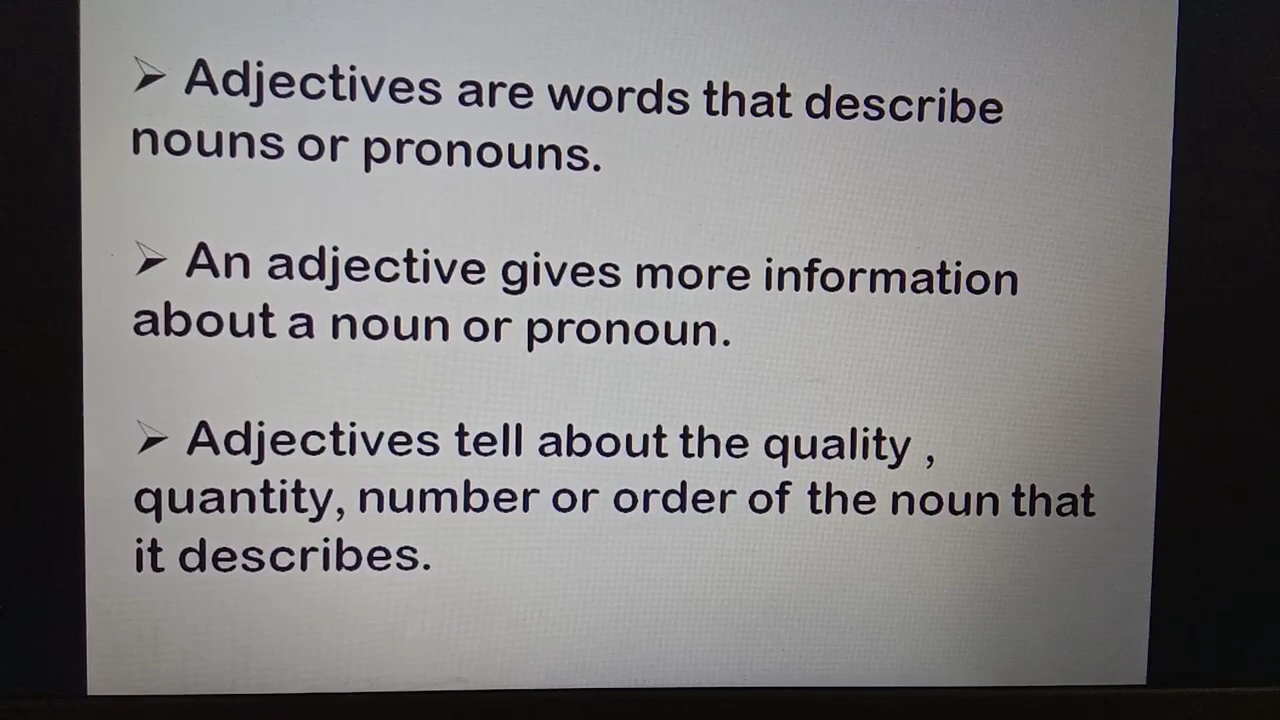 ➢ Adjectives are words that describe
nouns or pronouns.
➢ An adjective gives more information
about a noun or pronoun.
➢ Adjectives tell about the quality ,
quantity, number or order of the noun that
it describes.